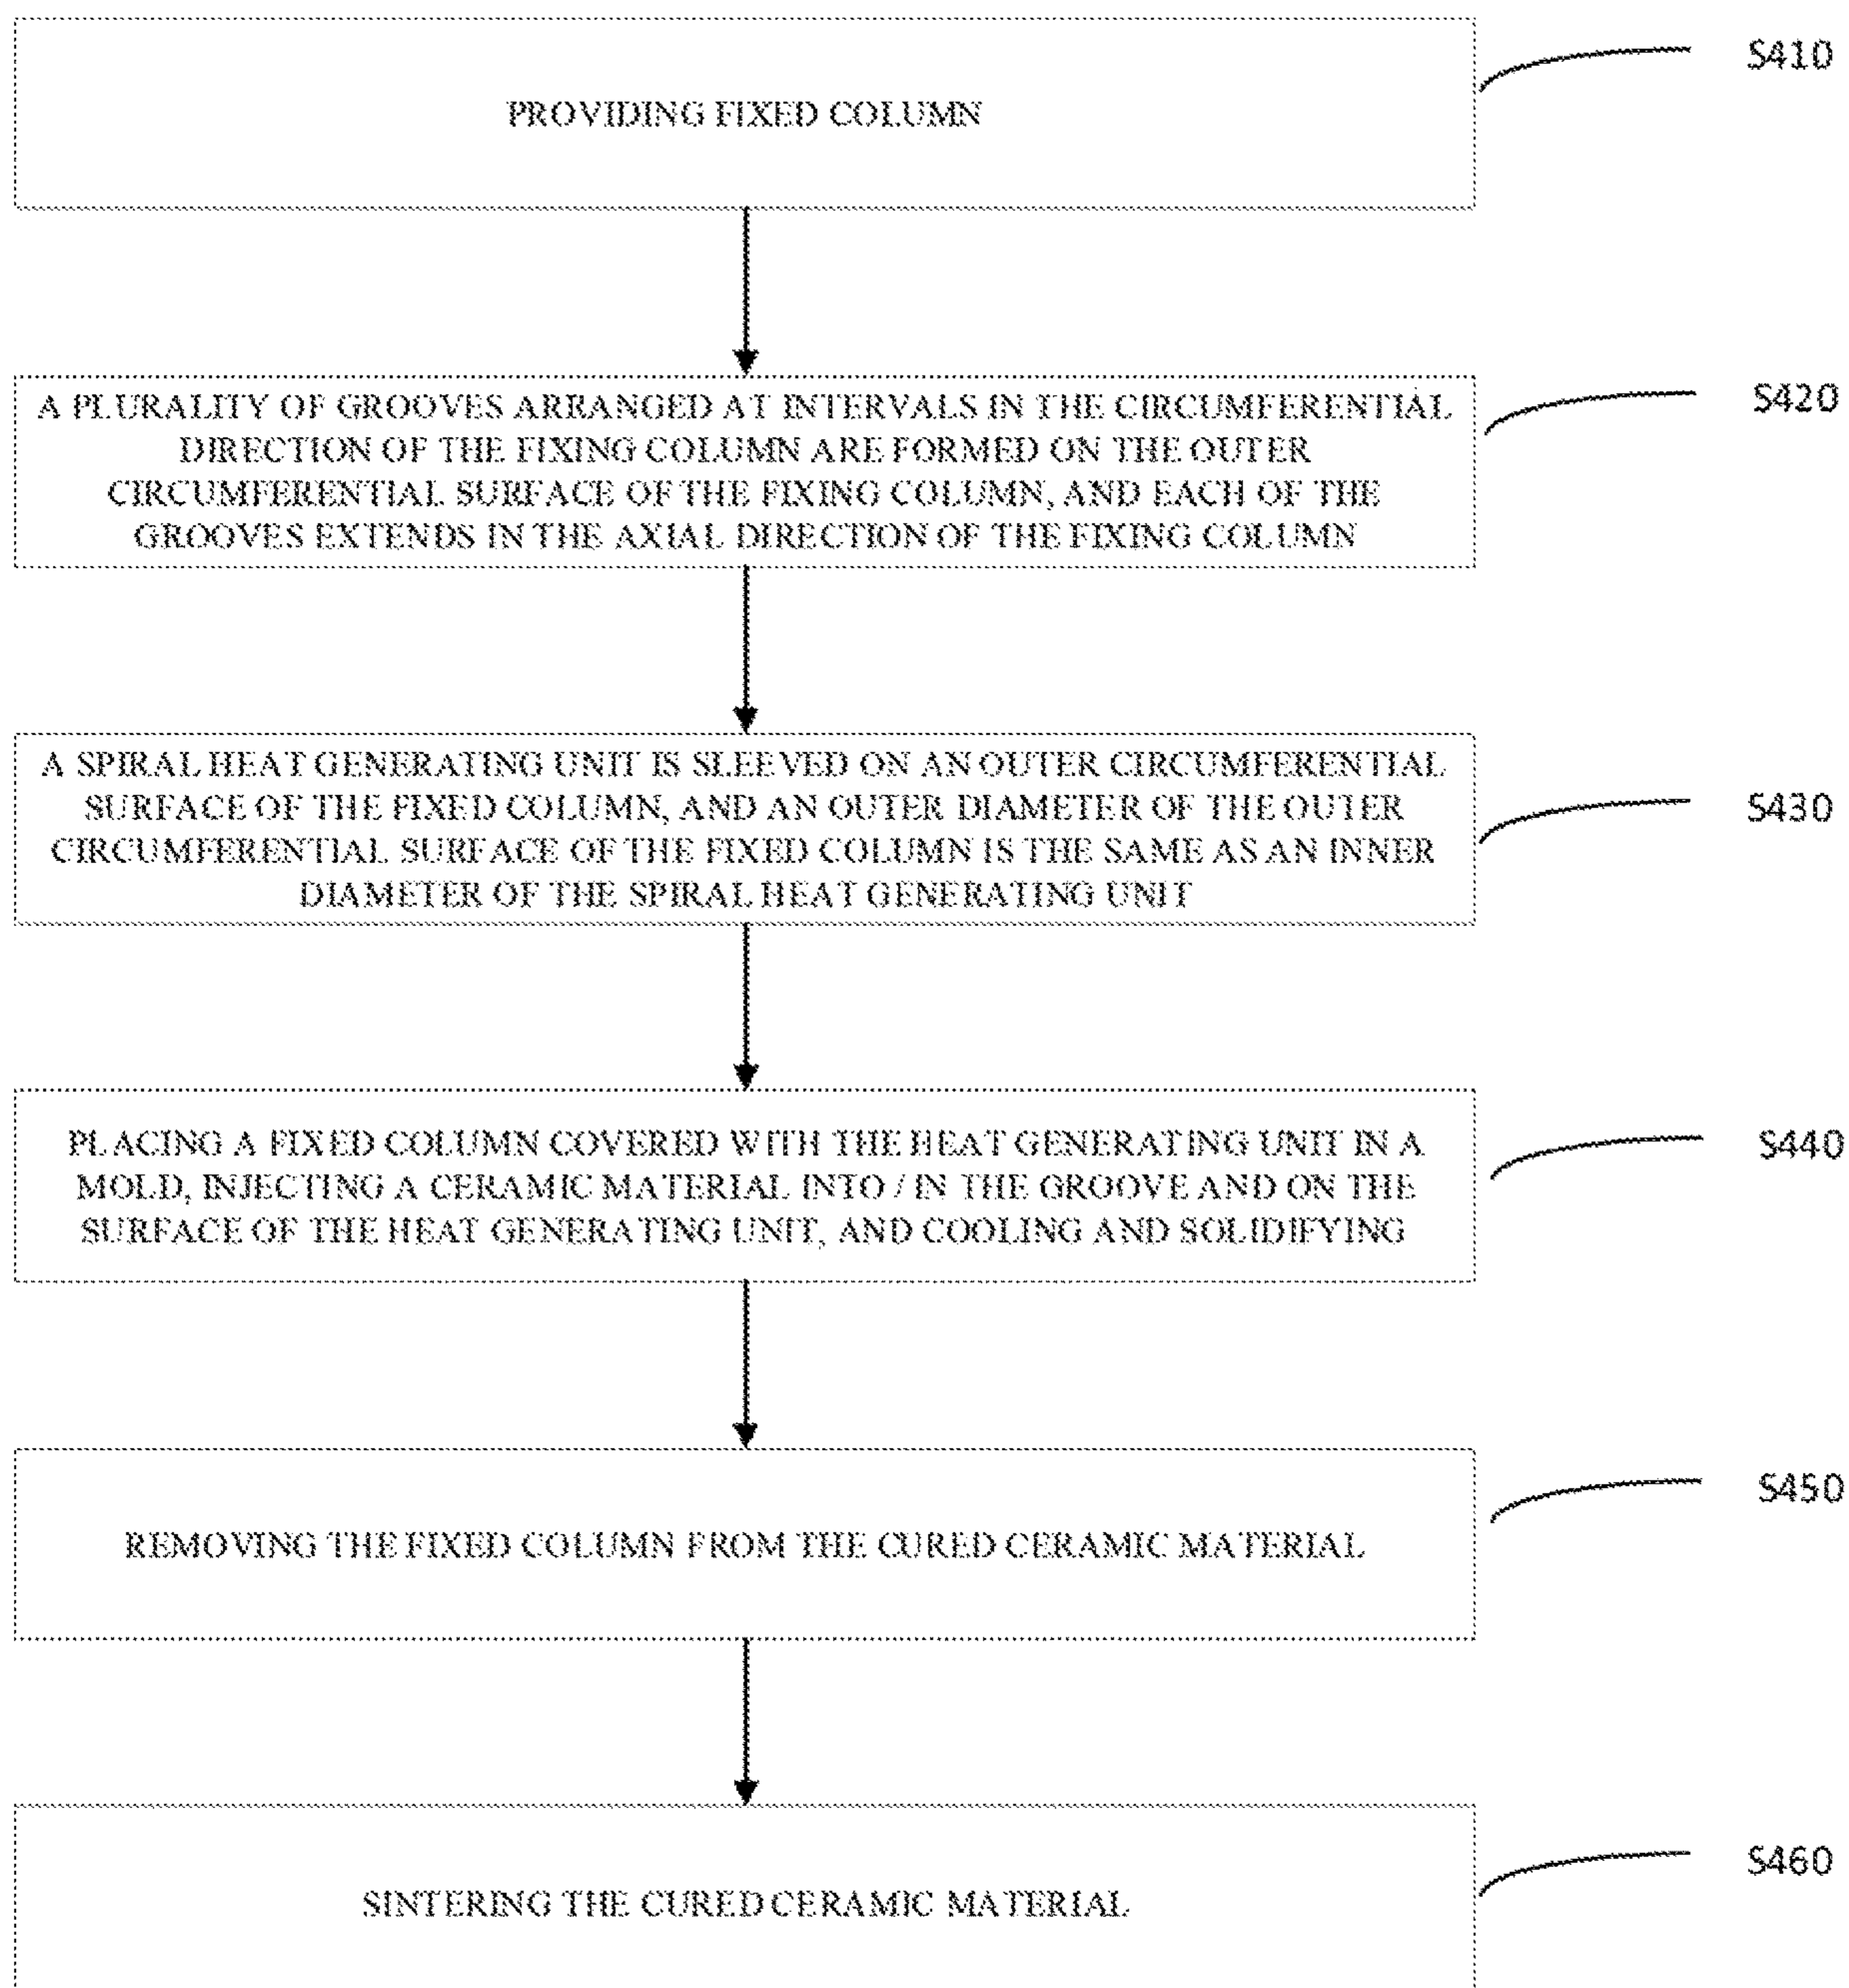 PROVIDING FIXED COLUMN
S410
A PLURALITY OF GROOVES ARRANGED AT INTERVALS IN THE CIRCUMFERENTIAL
DIRECTION OF THE FIXING COLUMN ARE FORMED ON THE OUTER
CIRCUMFERENTIAL SURFACE OF THE FIXING COLUMN, AND EACH OF THE
GROOVES EXTENDS IN THE AXIAL DIRECTION OF THE FIXING COLUMN
S420
A SPIRAL HEAT GENERATING UNIT IS SLEEVED ON AN OUTER CIRCUMFERENTIAL
SURFACE OF THE FIXED COLUMN, AND AN OUTER DIAMETER OF THE OUTER
CIRCUMFERENTIAL SURFACE OF THE FIXED COLUMN IS THE SAME AS AN INNER
DIAMETER OF THE SPIRAL HEAT GENERATING UNIT
S430
PLACING A FIXED COLUMN COVERED WITH THE HEAT GENERATING UNIT IN A
MOLD, INJECTING A CERAMIC MATERIAL INTO / IN THE GROOVE AND ON THE
SURFACE OF THE HEAT GENERATING UNIT, AND COOLING AND SOLIDIFYING
S440
REMOVING THE FIXED COLUMN FROM THE CURED CERAMIC MATERIAL
S450
SINTERING THE CURED CERAMIC MATERIAL
S460